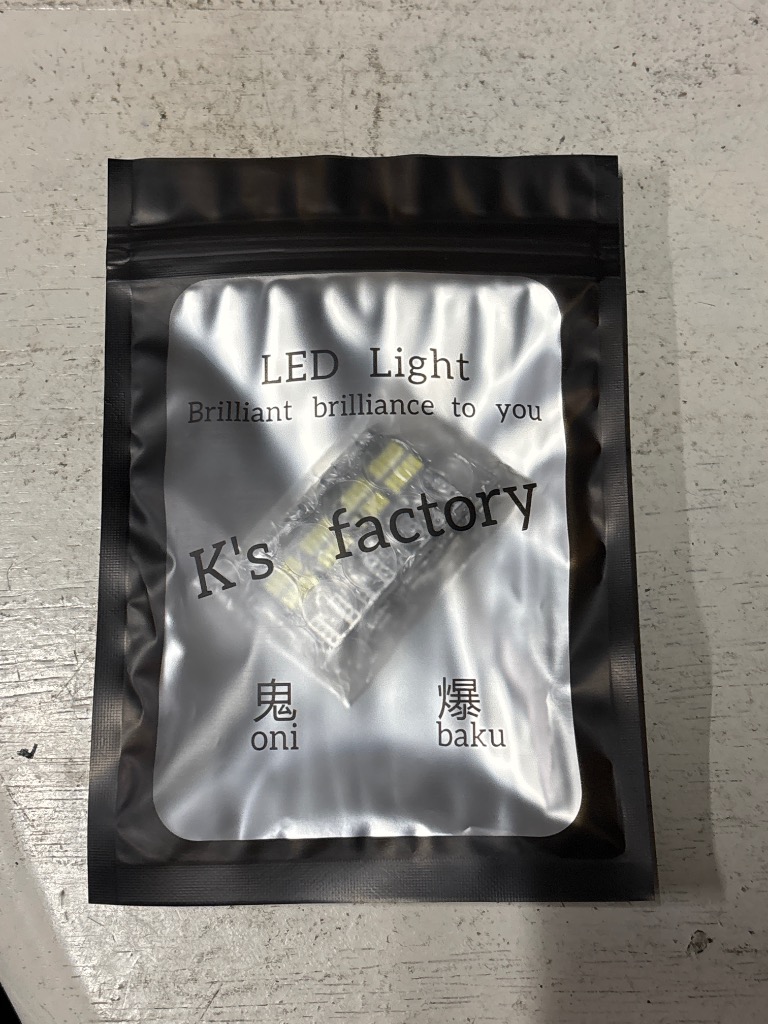 LED Light
Brilliant brilliance to you
K's factory
鬼 爆
oni baku